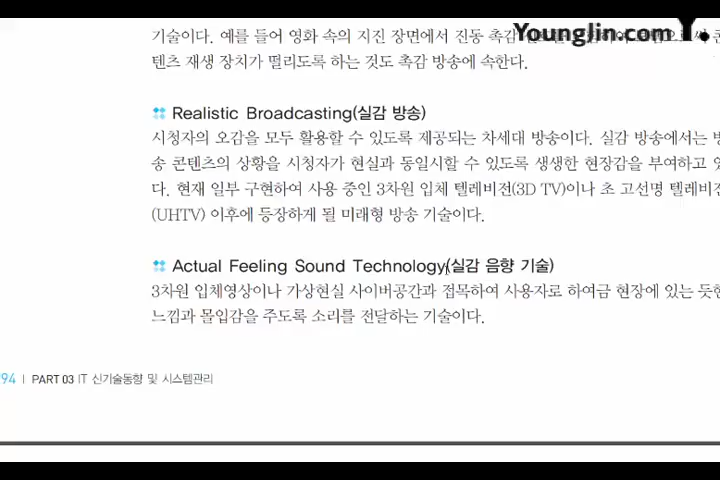 Younglin.com Y.
기술이다. 예를 들어 영화 속의 지진 장면에서 진동 촉감
텐츠 재생 장치가 떨리도록 하는 것도 촉감 방송에 속한다.
Realistic Broadcasting(실감 방송)
시청자의 오감을 모두 활용할 수 있도록 제공되는 차세대 방송이다. 실감 방송에서는
송 콘텐츠의 상황을 시청자가 현실과 동일시할 수 있도록 생생한 현장감을 부여하고
다. 현재 일부 구현하여 사용 중인 3차원 입체 텔레비전(3D TV)이나 초 고선명 텔레비전
(UHTV) 이후에 등장하게 될 미래형 방송 기술이다.
Actual Feeling Sound Technology(실감 음향 기술)
3차원 입체영상이나 가상현실 사이버공간과 접목하여 사용자로 하여금 현장에 있는 듯한
느낌과 몰입감을 주도록 소리를 전달하는 기술이다.
94 | PART 03 IT 신기술동향 및 시스템관리